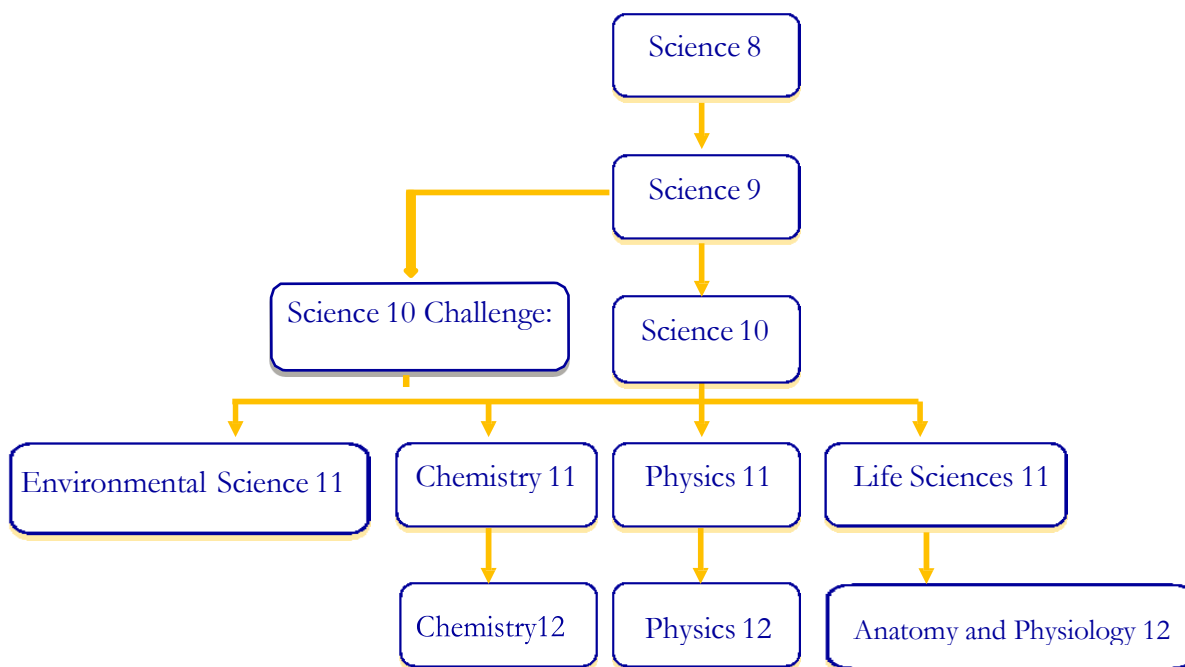 Science 8
Science 9
Science 10 Challenge:
Science 10
Environmental Science 11
Chemistry 11
Physics 11
Life Sciences 11
Chemistry12
Physics 12
Anatomy and Physiology 12